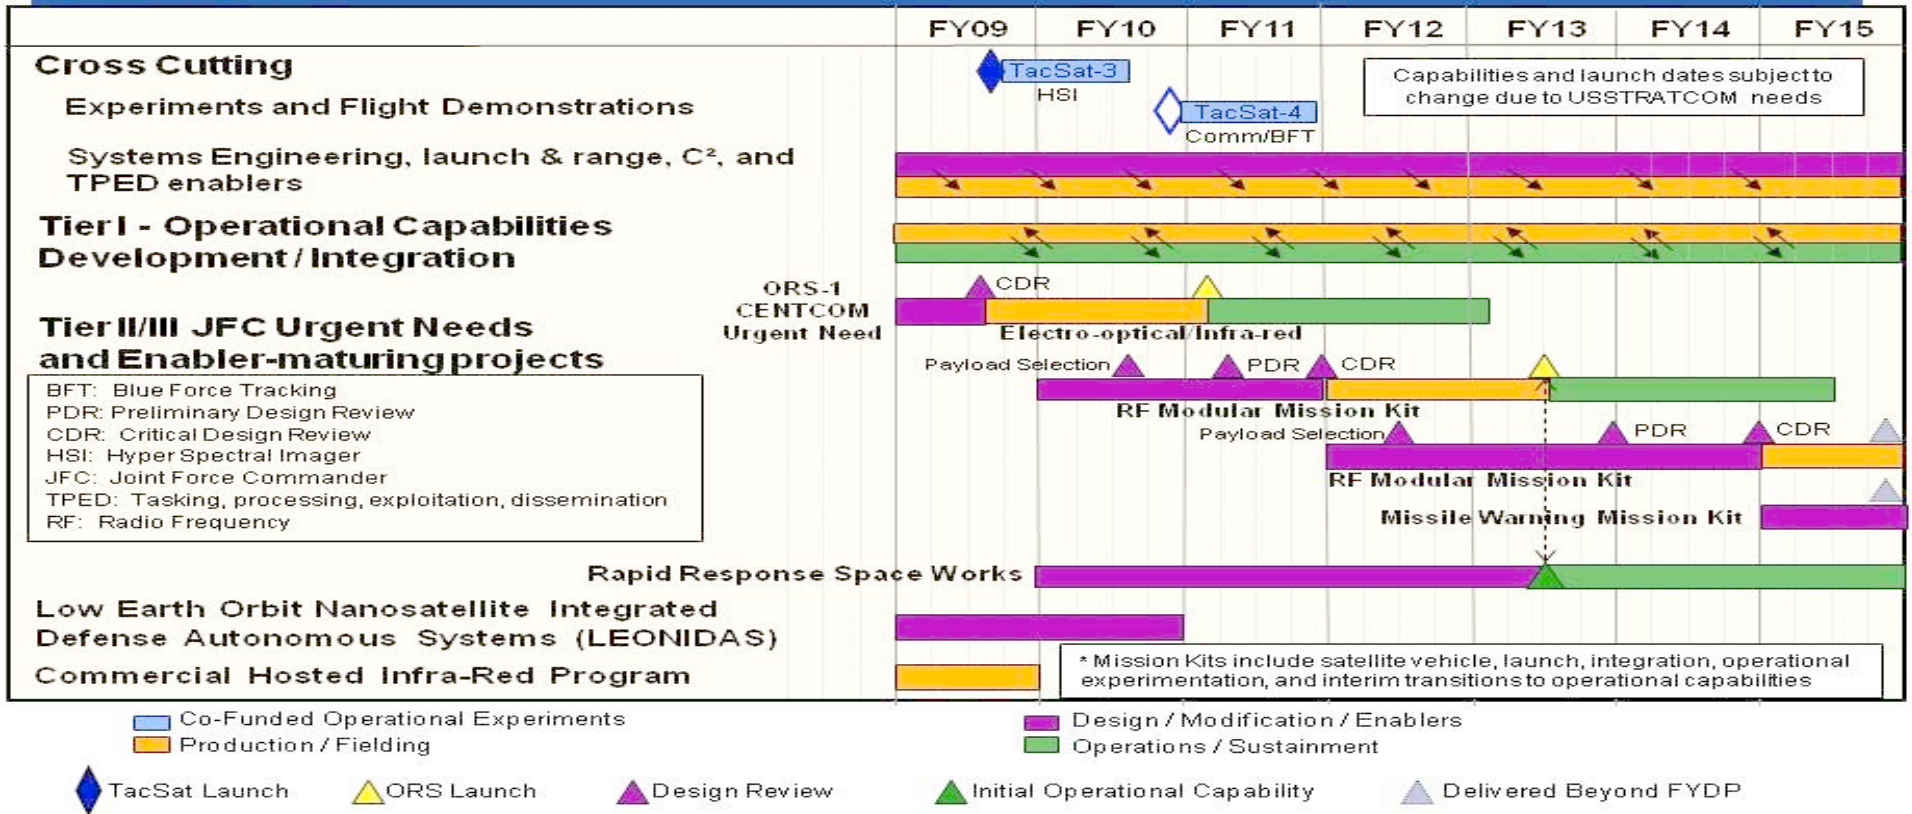 FY09 FY10 FY11 FY12 FY13 FY14 FY15
Cross Cutting
TacSat-3
HSI
Capabilities and launch dates subject to
change due to USSTRATCOM needs
Experiments and Flight Demonstrations
TacSat-4
Comm/BFT
Systems Engineering, launch & range, C², and
TPED enablers
Tier I - Operational Capabilities
Development / Integration
ORS-1
CENTCOM
Urgent Need
CDR
Electro-optical/Infra-red
Tier II/III JFC Urgent Needs
and Enabler-maturing projects
Payload Selection PDR CDR
RF Modular Mission Kit
Payload Selection PDR CDR
RF Modular Mission Kit
Missile Warning Mission Kit
BFT: Blue Force Tracking
PDR: Preliminary Design Review
CDR: Critical Design Review
HSI: Hyper Spectral Imager
JFC: Joint Force Commander
TPED: Tasking, processing, exploitation, dissemination
RF: Radio Frequency
Rapid Response Space Works
Low Earth Orbit Nanosatellite Integrated
Defense Autonomous Systems (LEONIDAS)
Commercial Hosted Infra-Red Program
* Mission Kits include satellite vehicle, launch, integration, operational
experimentation, and interim transitions to operational capabilities
Co-Funded Operational Experiments
Design / Modification / Enablers
Production / Fielding
Operations / Sustainment
TacSat Launch
ORS Launch
Design Review
Initial Operational Capability
Delivered Beyond FYDP